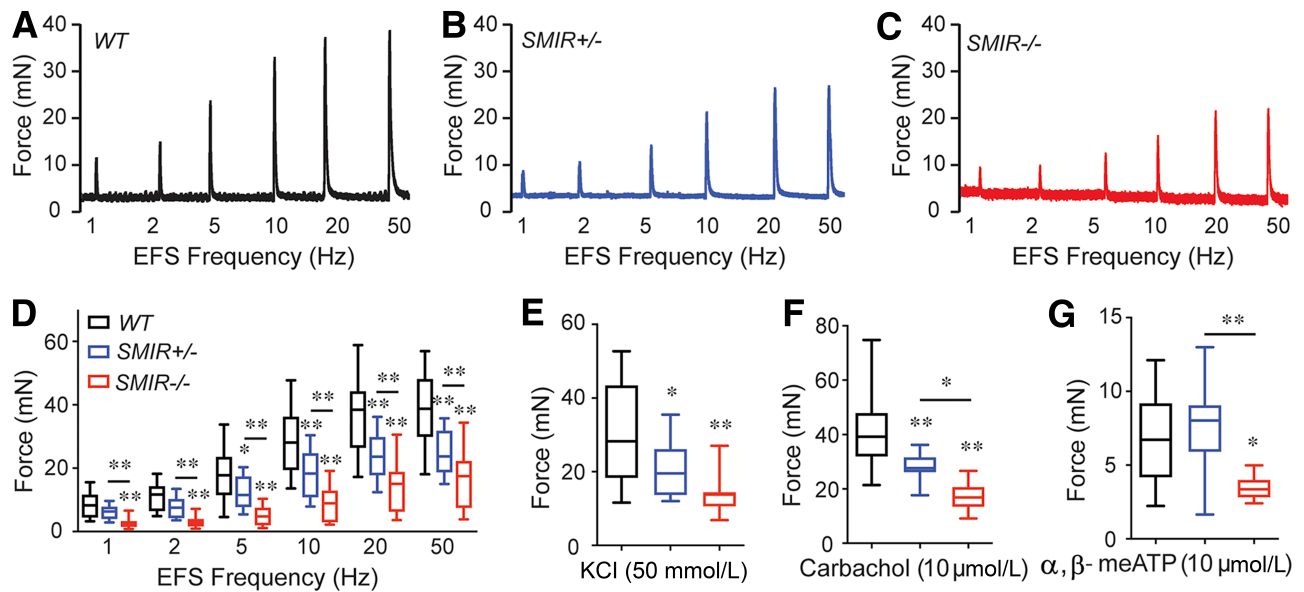 A
WT
Force (mN)
40
30
20
10
0
1 2 5 10 20 50
EFS Frequency (Hz)
B
SMIR+/-
Force (mN)
40
30
20
10
0
1 2 5 10 20 50
EFS Frequency (Hz)
C
SMIR-/-
Force (mN)
40
30
20
10
0
1 2 5 10 20 50
EFS Frequency (Hz)
D
WT
SMIR+/-
SMIR-/-
Force (mN)
60
40
20
0
** **
** **
** * **
** ** **
** ** **
** ** **
1 2 5 10 20 50
EFS Frequency (Hz)
E
Force (mN)
60
40
20
0
* **
KCl (50 mmol/L)
F
Force (mN)
80
60
40
20
0
*
** **
Carbachol (10 µmol/L)
G
Force (mN)
15
10
5
0
**
*
α,β- meATP (10 µmol/L)